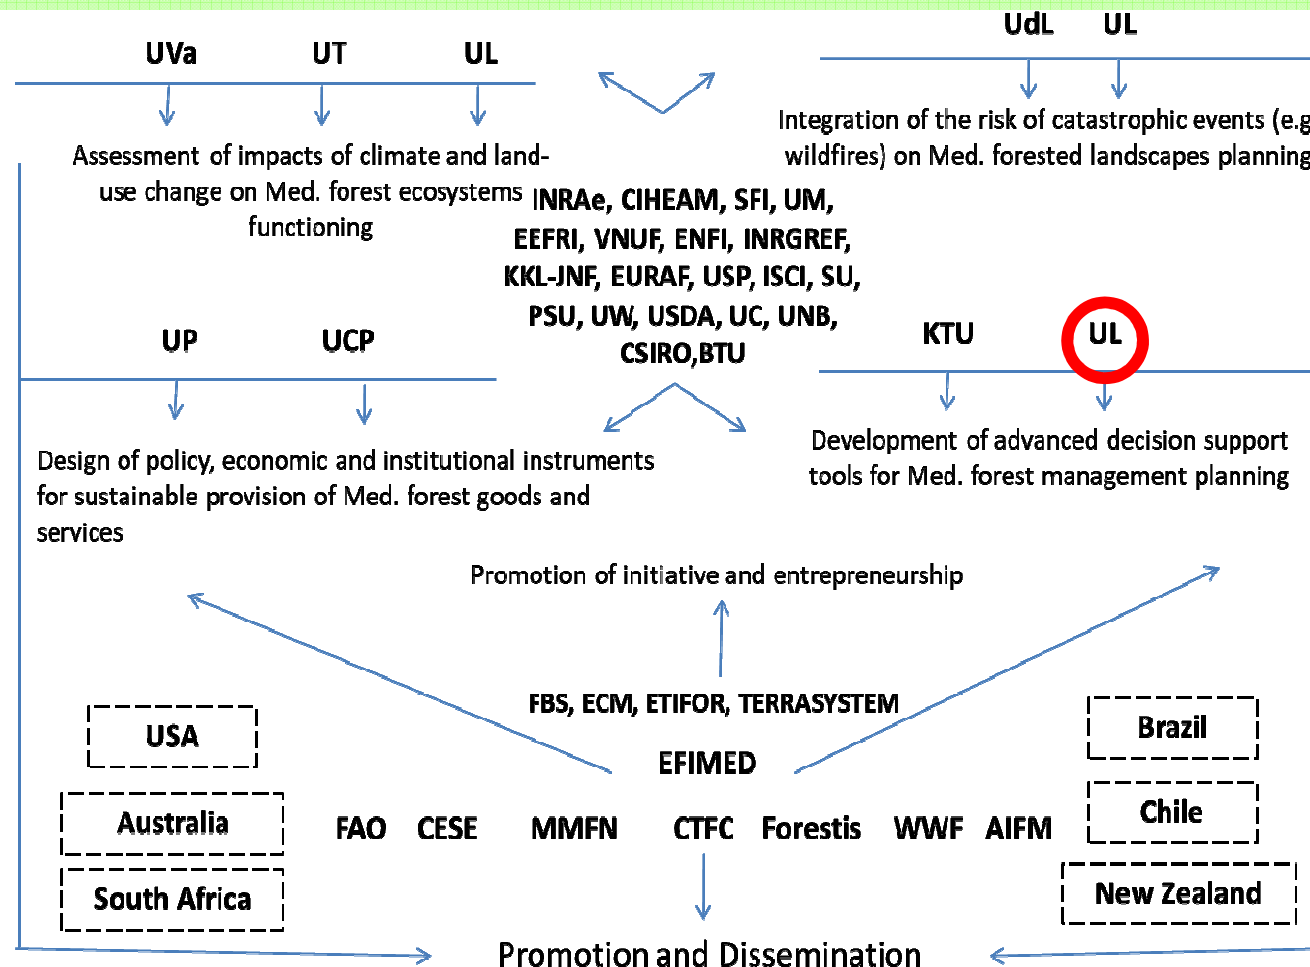 UVa UT UL
Assessment of impacts of climate and land-
use change on Med. forest ecosystems
functioning
UdL UL
Integration of the risk of catastrophic events (e.g
wildfires) on Med. forested landscapes planning
INRAe, CIHEAM, SFI, UM,
EEFRI, VNUF, ENFI, INRGREF,
KKL-JNF, EURAF, USP, ISCI, SU,
PSU, UW, USDA, UC, UNB,
CSIRO,BTU
UP UCP
Design of policy, economic and institutional instruments
for sustainable provision of Med. forest goods and
services
KTU UL
Development of advanced decision support
tools for Med. forest management planning
Promotion of initiative and entrepreneurship
FBS, ECM, ETIFOR, TERRASYSTEM
EFIMED
USA
Australia
South Africa
FAO CESE MMFN CTFC Forestis WWF AIFM
Brazil
Chile
New Zealand
Promotion and Dissemination